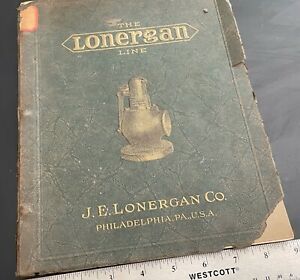 THE
Lonergan
LINE
J. E. LONERGAN CO.
PHILADELPHIA, PA., U.S.A.
WESTCOTT